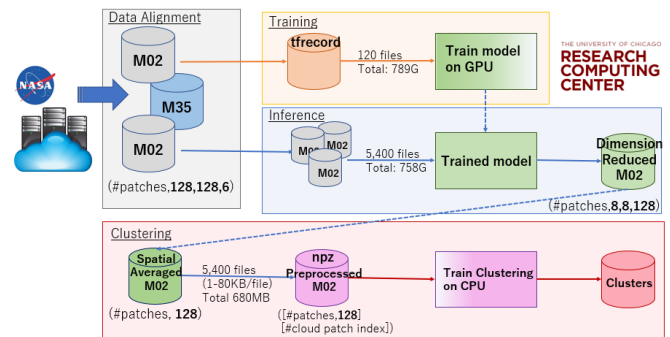 Data Alignment
M02
M35
M02
(#patches,128,128,6)
NASA
Training
tfrecord
120 files
Total: 789G
Train model
on GPU
THE UNIVERSITY OF CHICAGO
RESEARCH
COMPUTING
CENTER
Inference
M02
M02
M02
5,400 files
Total: 758G
Trained model
Dimension
Reduced
M02
(#patches,8,8,128)
Clustering
Spatial
Averaged
M02
(#patches, 128)
5,400 files
(1-80KB/file)
Total 680MB
npz
Preprocessed
M02
([#patches,128]
[#cloud patch index])
Train Clustering
on CPU
Clusters